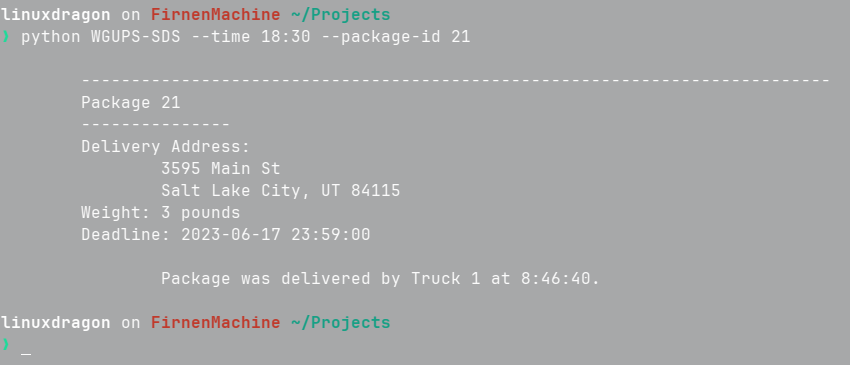 linuxdragon on FirnenMachine ~/Projects
❯ python WGUPS-SDS --time 18:30 --package-id 21
---------------------------------------------------------------------------
Package 21
---------------
Delivery Address:
3595 Main St
Salt Lake City, UT 84115
Weight: 3 pounds
Deadline: 2023-06-17 23:59:00
Package was delivered by Truck 1 at 8:46:40.
linuxdragon on FirnenMachine ~/Projects
❯ _